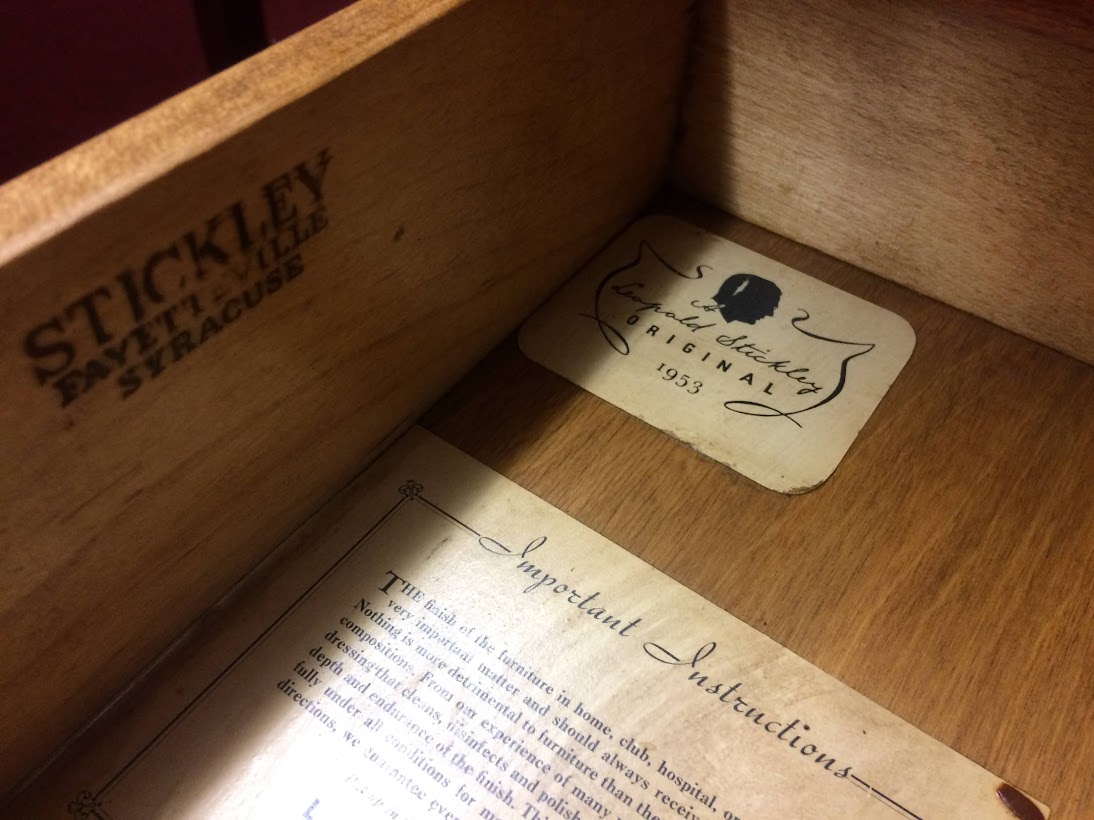 STICKLEY
FAYETTEVILLE
SYRACUSE
A
Leopold Stickley
ORIGINAL
1953
Important Instructions
THE finish of the furniture in home, club, hospital, or
very important matter and should always receiv
Nothing is more detrimental to furniture than the
compositions. From our experience of many
dressing that cleans, disinfects and polish
depth and endurance of the finish. Thi
fully under all conditions for m
directions, we guarantee ever